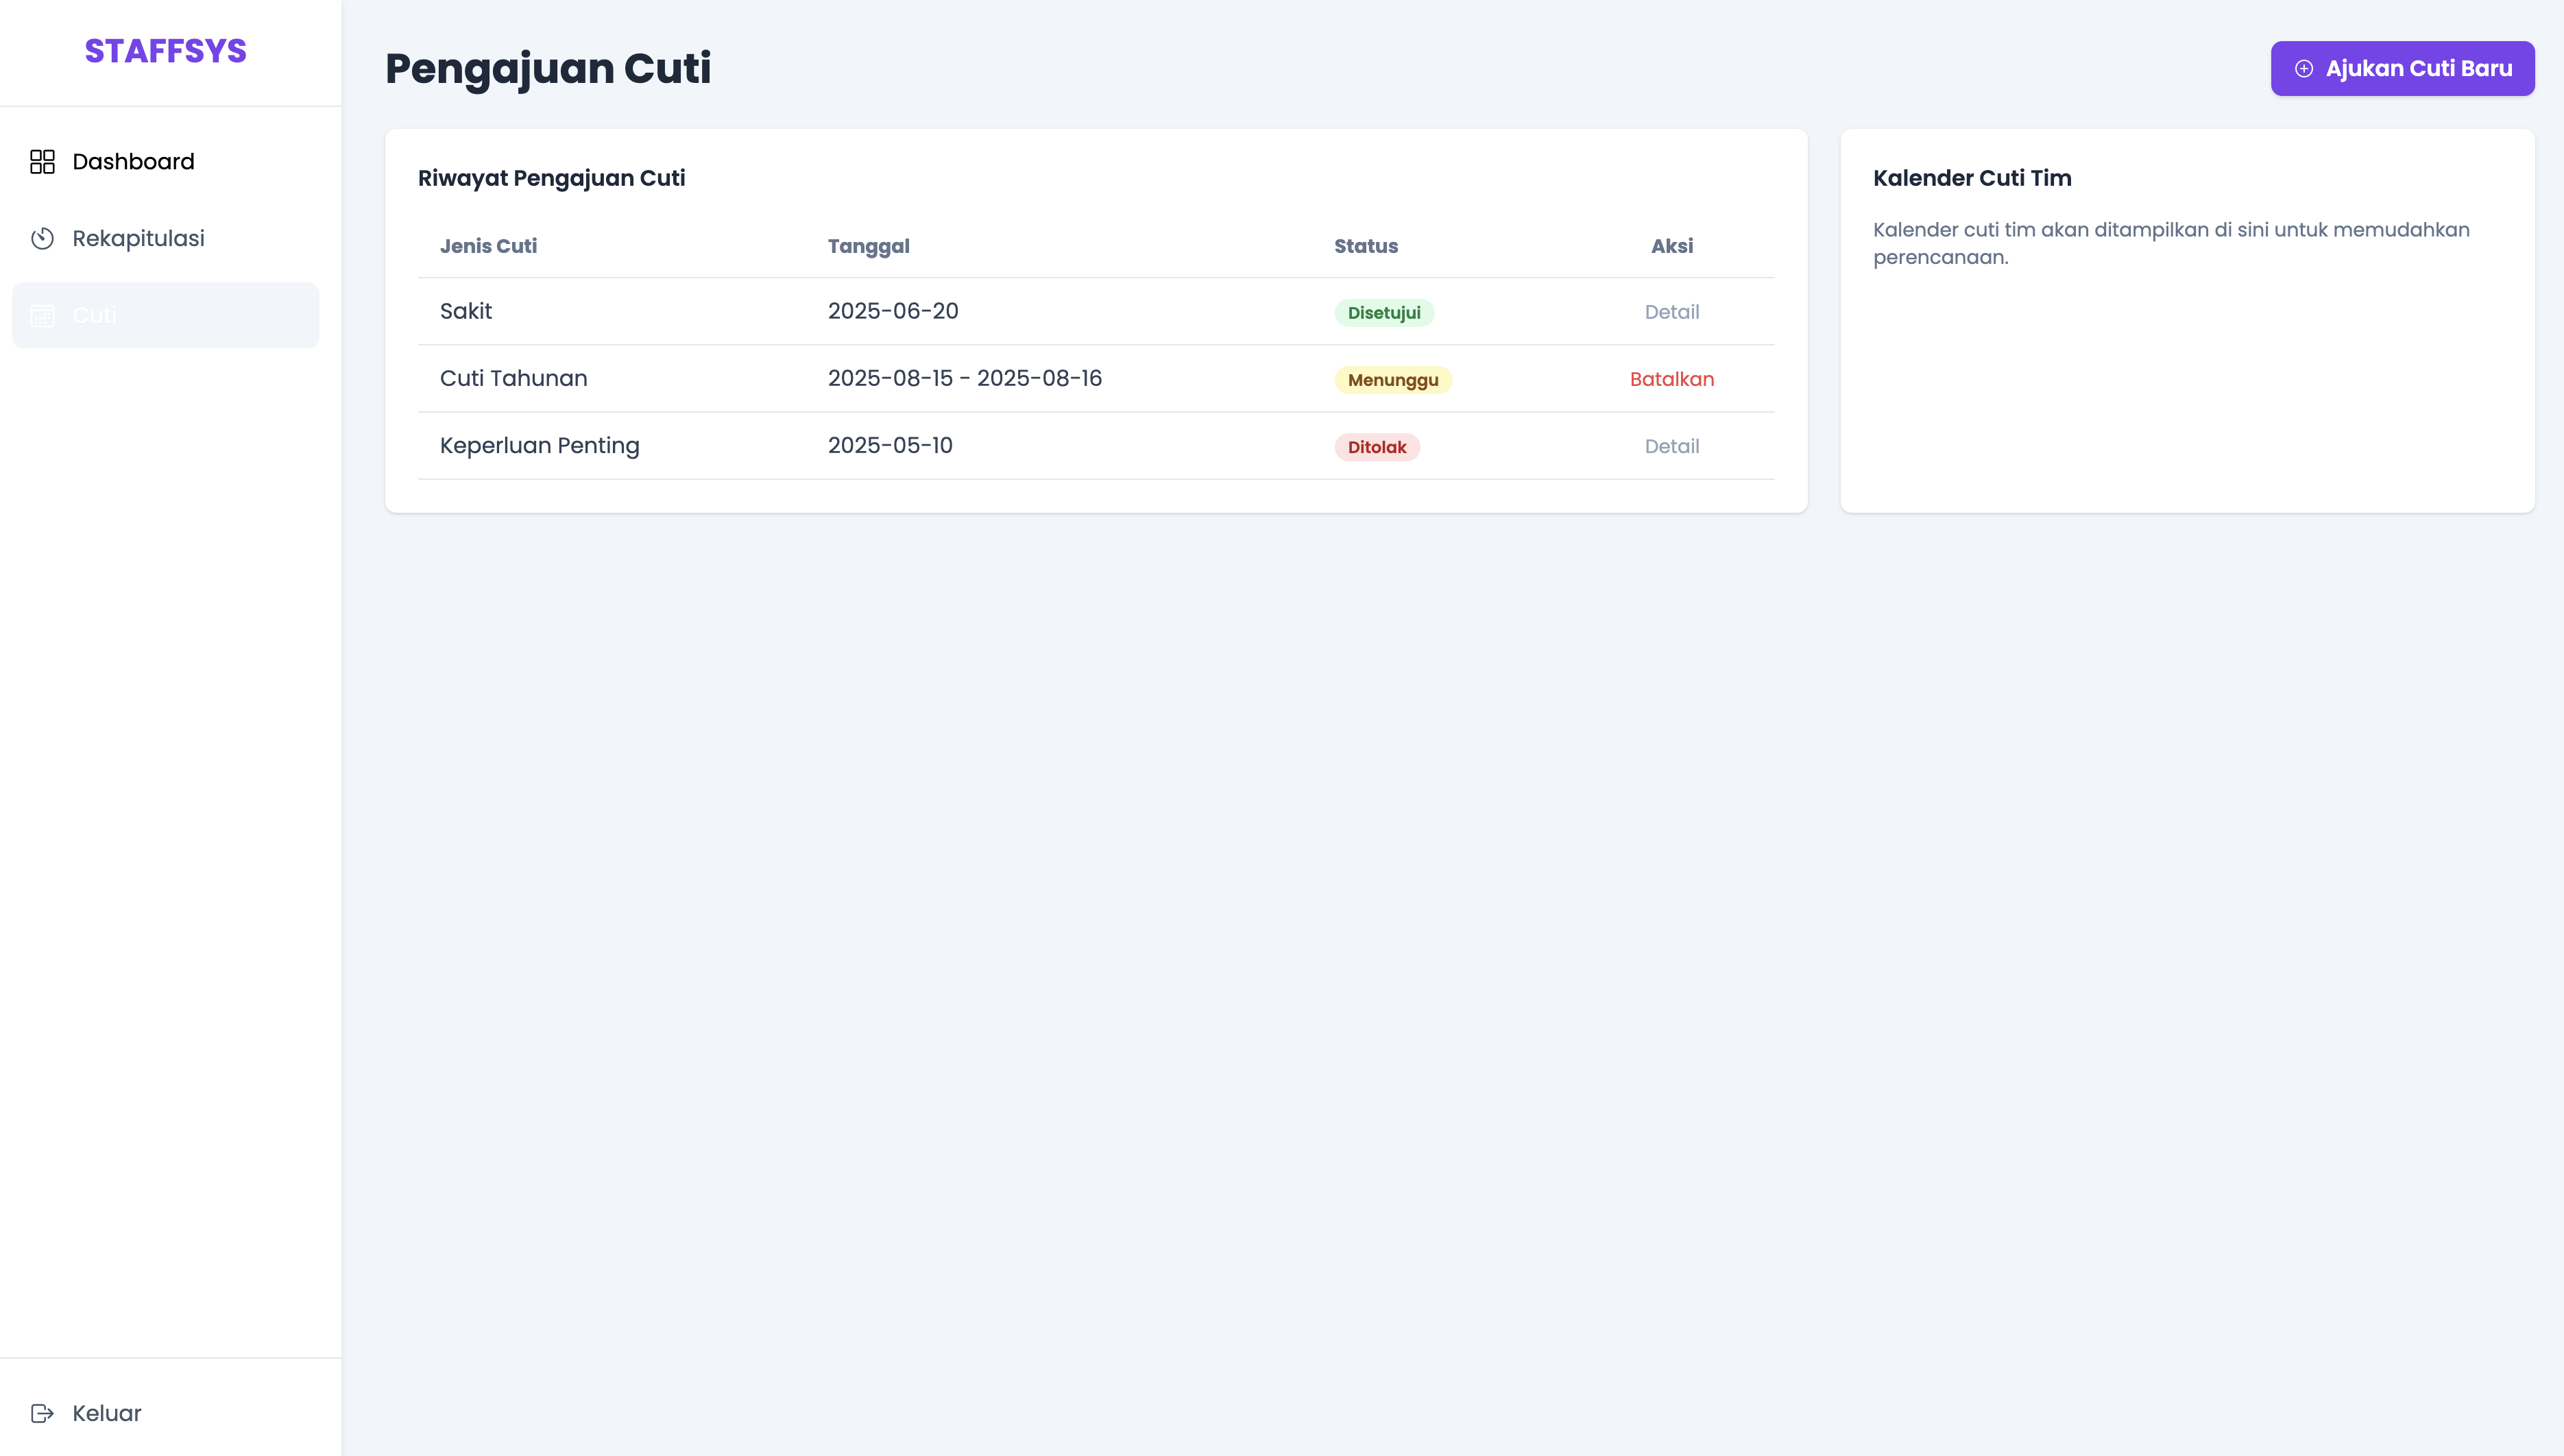 STAFFSYS
Dashboard
Rekapitulasi
Cuti
Keluar
Pengajuan Cuti
Ajukan Cuti Baru
Riwayat Pengajuan Cuti
Jenis Cuti Tanggal Status Aksi
Sakit 2025-06-20 Disetujui Detail
Cuti Tahunan 2025-08-15 - 2025-08-16 Menunggu Batalkan
Keperluan Penting 2025-05-10 Ditolak Detail
Kalender Cuti Tim
Kalender cuti tim akan ditampilkan di sini untuk memudahkan
perencanaan.